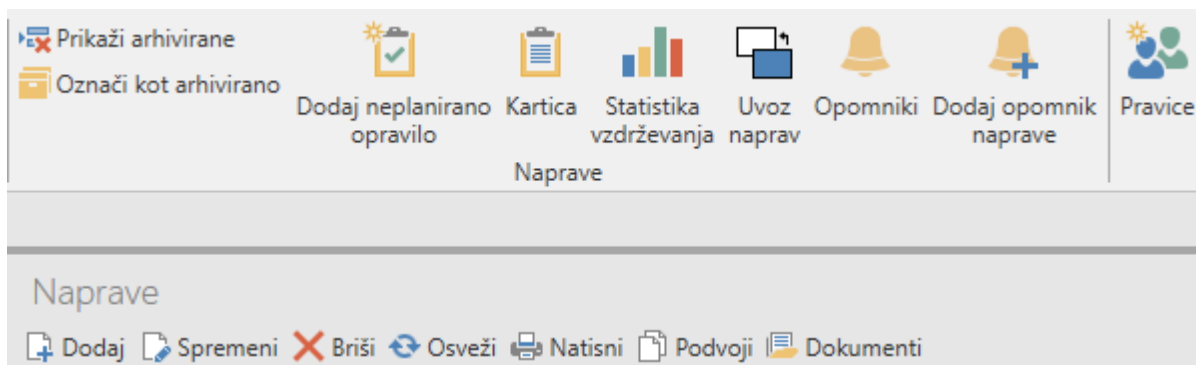 Prikaži arhivirane
Označi kot arhivirano
Dodaj neplanirano
opravilo
Kartica
Statistika
vzdrževanja
Uvoz
naprav
Opomniki
Dodaj opomnik
naprave
Pravice
Naprave
Naprave
Dodaj Spremeni Briši Osveži Natisni Podvoji Dokumenti